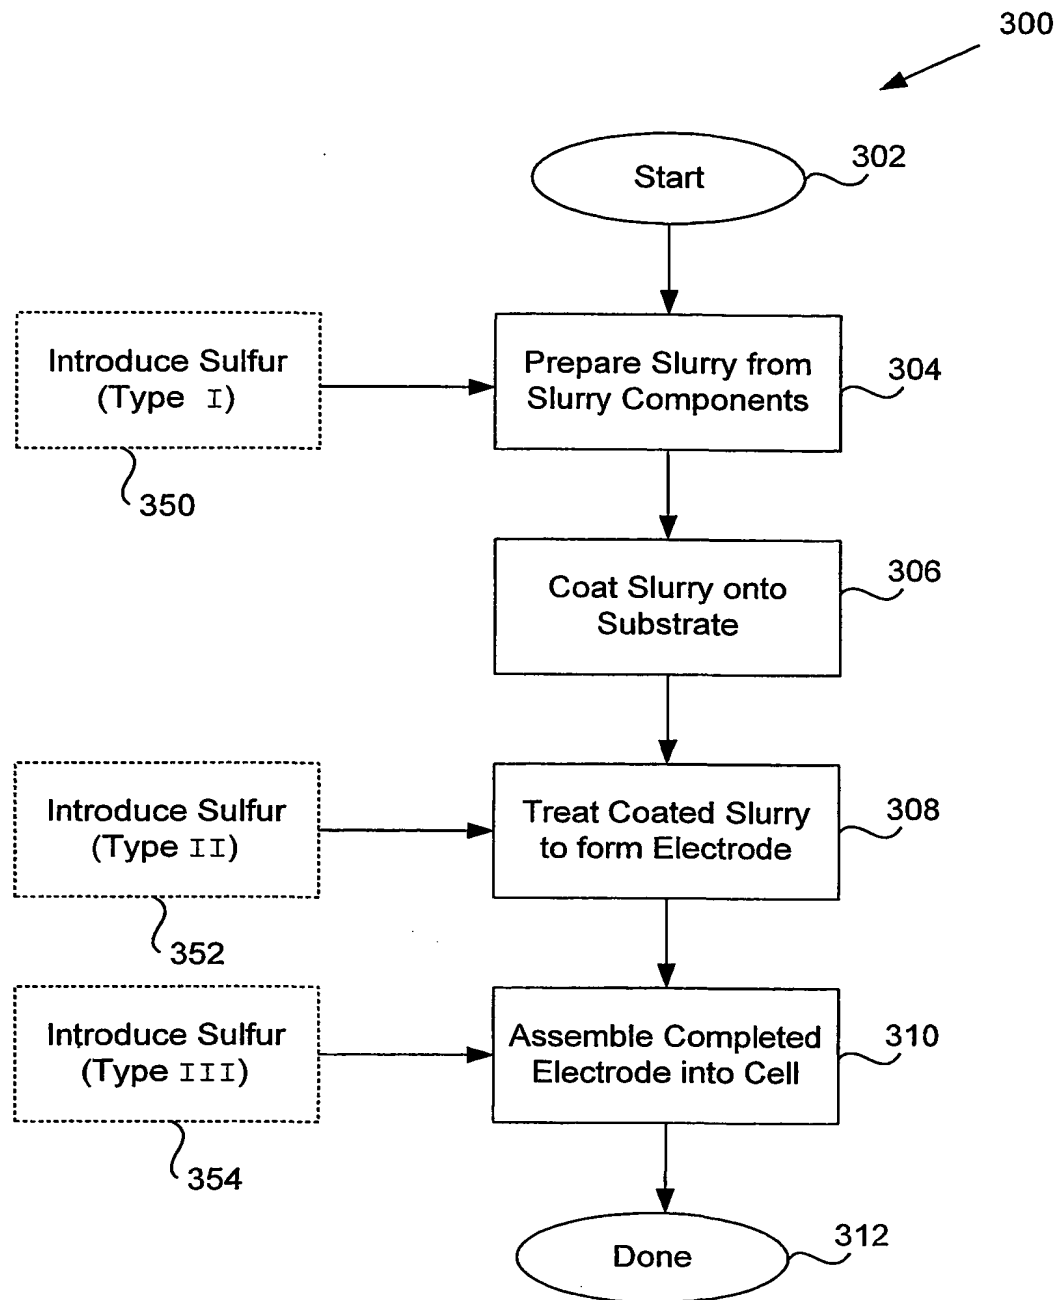 300
Start
302
Introduce Sulfur
(Type I)
350
Prepare Slurry from
Slurry Components
304
Coat Slurry onto
Substrate
306
Introduce Sulfur
(Type II)
352
Treat Coated Slurry
to form Electrode
308
Introduce Sulfur
(Type III)
354
Assemble Completed
Electrode into Cell
310
Done
312